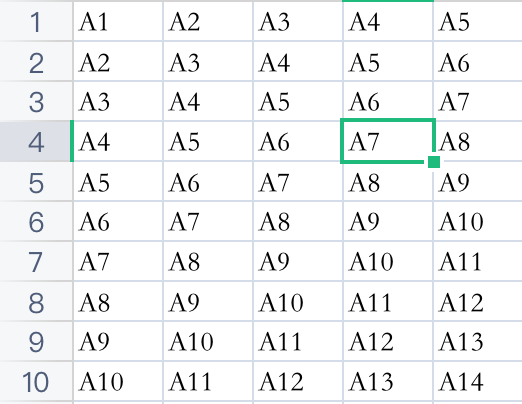 1 A1 A2 A3 A4 A5
2 A2 A3 A4 A5 A6
3 A3 A4 A5 A6 A7
4 A4 A5 A6 A7 A8
5 A5 A6 A7 A8 A9
6 A6 A7 A8 A9 A10
7 A7 A8 A9 A10 A11
8 A8 A9 A10 A11 A12
9 A9 A10 A11 A12 A13
10 A10 A11 A12 A13 A14